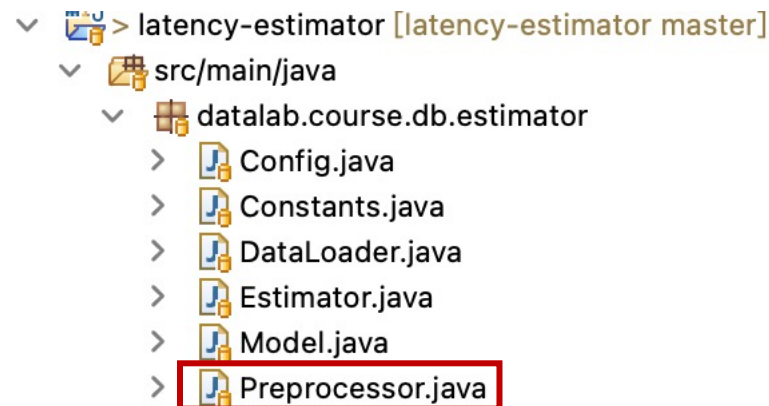 > latency-estimator [latency-estimator master]
src/main/java
datalab.course.db.estimator
Config.java
Constants.java
DataLoader.java
Estimator.java
Model.java
Preprocessor.java